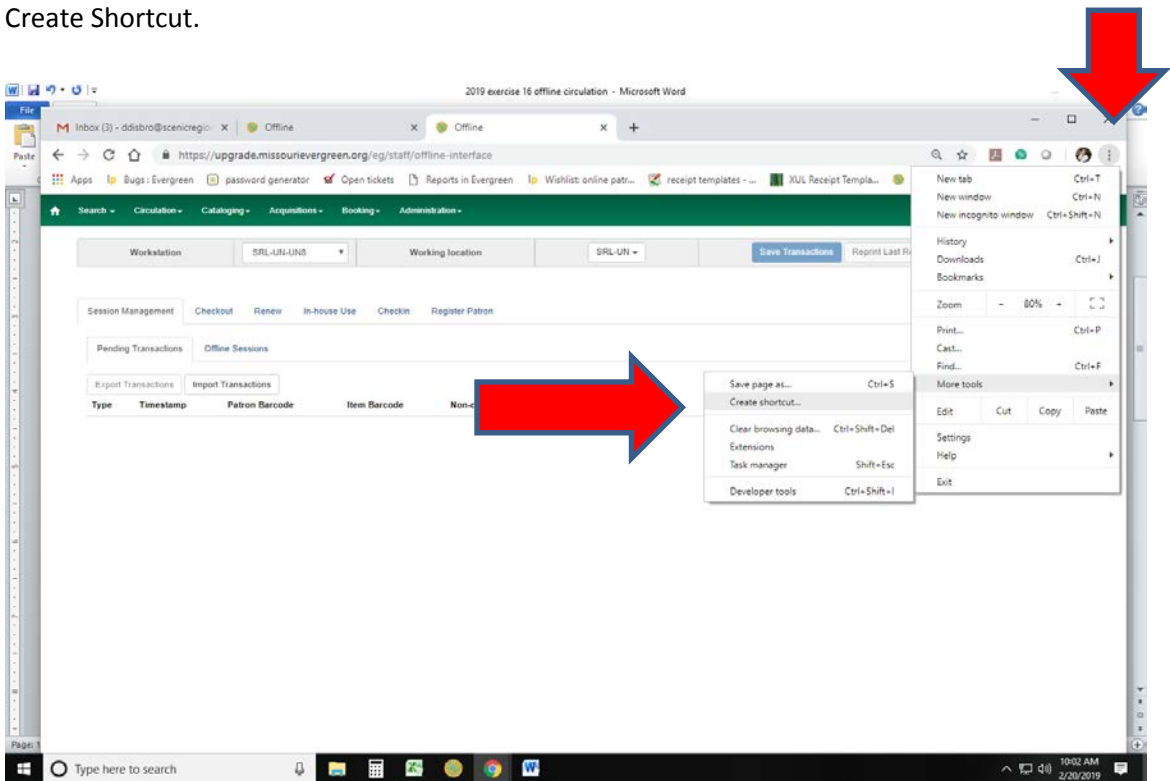 Create Shortcut.
2019 exercise 16 offline circulation - Microsoft Word
File
Paste
Inbox (3) - ddisbro@scenicregio
Offline
Offline
https://upgrade.missourievergreen.org/eg/staff/offline-interface
Apps
Bugs : Evergreen
password generator
Open tickets
Reports in Evergreen
Wishlist: online patr...
receipt templates - ...
XUL Receipt Templa...
Search
Circulation
Cataloging
Acquisitions
Booking
Administration
Workstation
Working location
SRL-UN
Save Transactions
Reprint Last Re
Session Management
Checkout
Renew
In-house Use
Checkin
Register Patron
Pending Transactions
Offline Sessions
Export Transactions
Import Transactions
Type
Timestamp
Patron Barcode
Item Barcode
Non-c
New tab Ctrl+T
New window Ctrl+N
New incognito window Ctrl+Shift+N
History
Downloads Ctrl+J
Bookmarks
Zoom - 80% +
Print... Ctrl+P
Cast...
Find... Ctrl+F
More tools
Edit Cut Copy Paste
Settings
Help
Exit
Save page as... Ctrl+S
Create shortcut...
Clear browsing data... Ctrl+Shift+Del
Extensions
Task manager Shift+Esc
Developer tools Ctrl+Shift+I
Page: 1
Type here to search
10:02 AM
2/20/2019